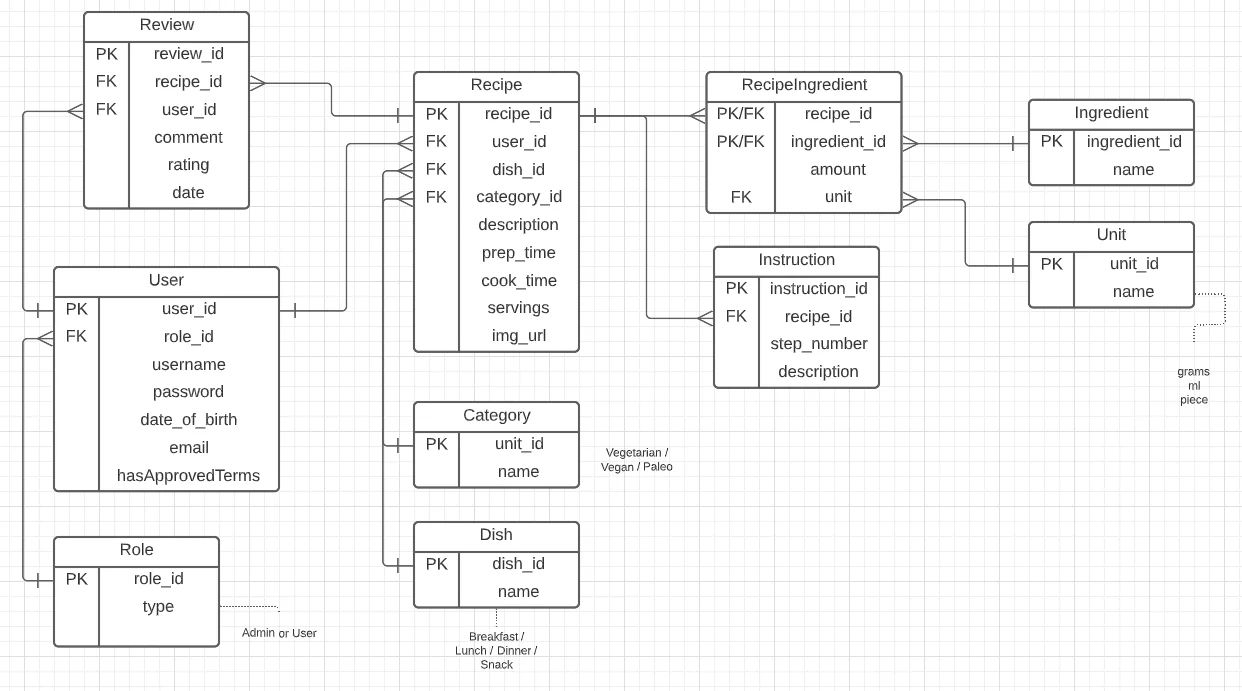 Review
PK review_id
FK recipe_id
FK user_id
comment
rating
date
User
PK user_id
FK role_id
username
password
date_of_birth
email
hasApprovedTerms
Role
PK role_id
type
Admin or User
Recipe
PK recipe_id
FK user_id
FK dish_id
FK category_id
description
prep_time
cook_time
servings
img_url
Category
PK unit_id
name
Vegetarian /
Vegan / Paleo
Dish
PK dish_id
name
Breakfast /
Lunch / Dinner /
Snack
RecipeIngredient
PK/FK recipe_id
PK/FK ingredient_id
amount
FK unit
Instruction
PK instruction_id
FK recipe_id
step_number
description
Ingredient
PK ingredient_id
name
Unit
PK unit_id
name
grams
ml
piece